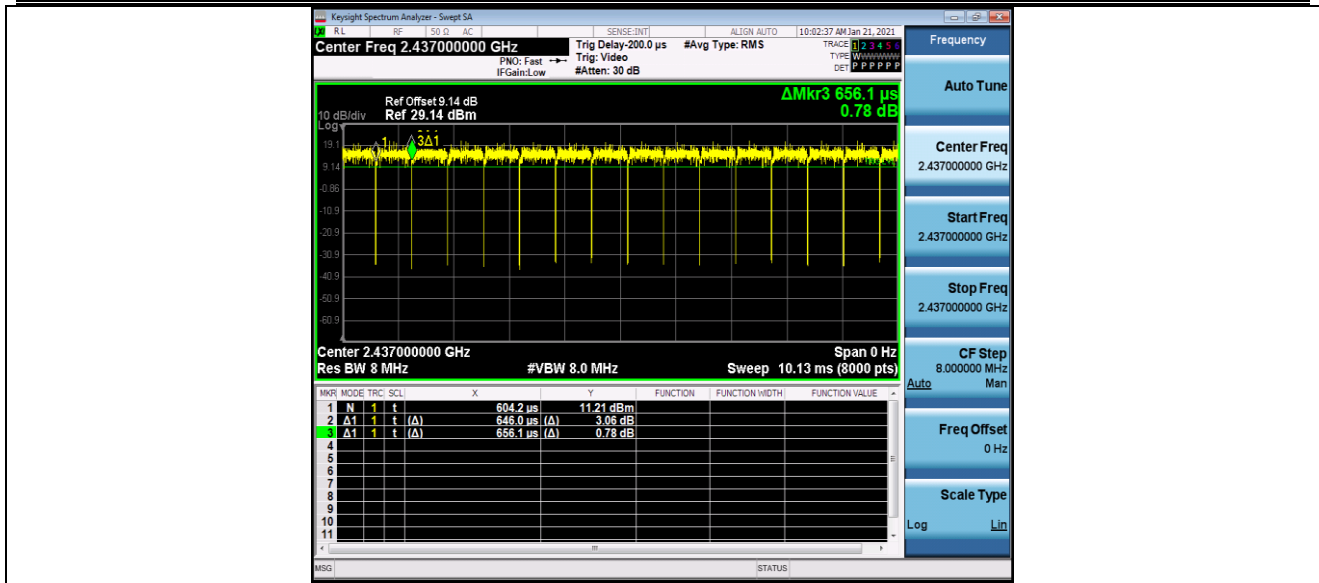 Keysight Spectrum Analyzer - Swept SA
RL RF 50 Ω AC SENSE:INT ALIGN AUTO 10:02:37 AM Jan 21, 2021
Center Freq 2.437000000 GHz
PNO: Fast
IFGain:Low
Trig Delay-200.0 µs
Trig: Video
#Atten: 30 dB
#Avg Type: RMS
TRACE 1 2 3 4 5 6
TYPE WWWWWW
DET P P P P P P
Ref Offset 9.14 dB
10 dB/div Ref 29.14 dBm
Log
ΔMkr3 656.1 µs
0.78 dB
1 3Δ1
19.1
9.14
-0.86
-10.9
-20.9
-30.9
-40.9
-50.9
-60.9
Center 2.437000000 GHz Span 0 Hz
Res BW 8 MHz #VBW 8.0 MHz Sweep 10.13 ms (8000 pts)
MKR MODE TRC SCL X Y FUNCTION FUNCTION WIDTH FUNCTION VALUE
1 N 1 t 604.2 µs 11.21 dBm
2 Δ1 1 t (Δ) 646.0 µs (Δ) 3.06 dB
3 Δ1 1 t (Δ) 656.1 µs (Δ) 0.78 dB
4
5
6
7
8
9
10
11
MSG STATUS
Frequency
Auto Tune
Center Freq
2.437000000 GHz
Start Freq
2.437000000 GHz
Stop Freq
2.437000000 GHz
CF Step
8.000000 MHz
Auto Man
Freq Offset
0 Hz
Scale Type
Log Lin